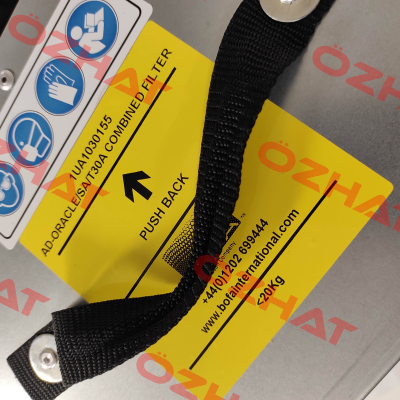 1UA1030155
AD-ORACLE/SA/T30A COMBINED FILTER
PUSH BACK
Company
+44(0)1202 699444
www.bofainternational.com
<20Kg
ÖZHAT
ÖZHAT
ÖZHAT
ÖZHAT
ÖZHAT